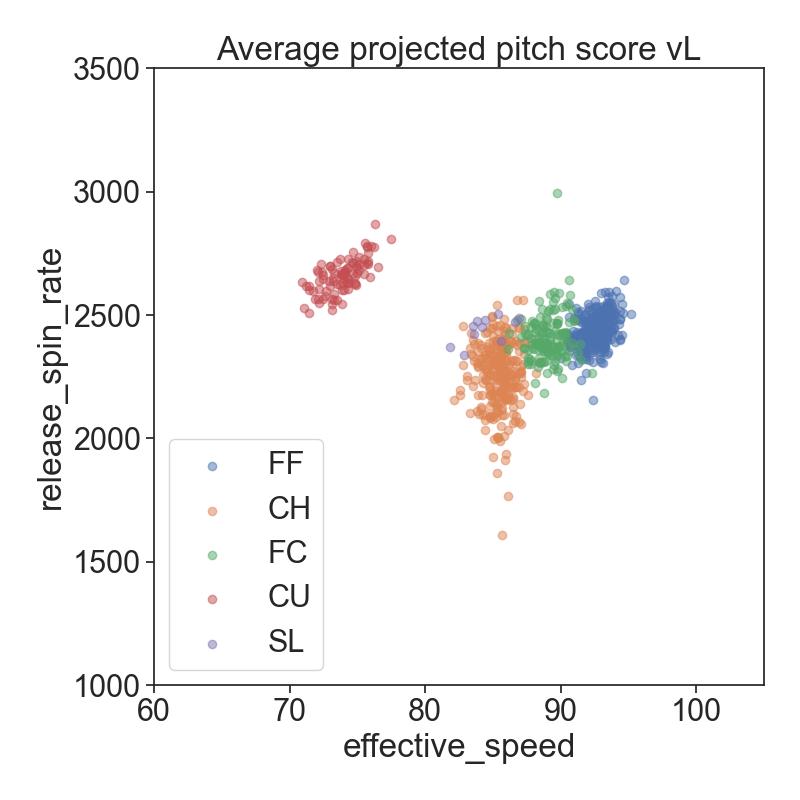 Average projected pitch score vL
3500
3000
2500
2000
1500
1000
release_spin_rate
FF
CH
FC
CU
SL
60 70 80 90 100
effective_speed